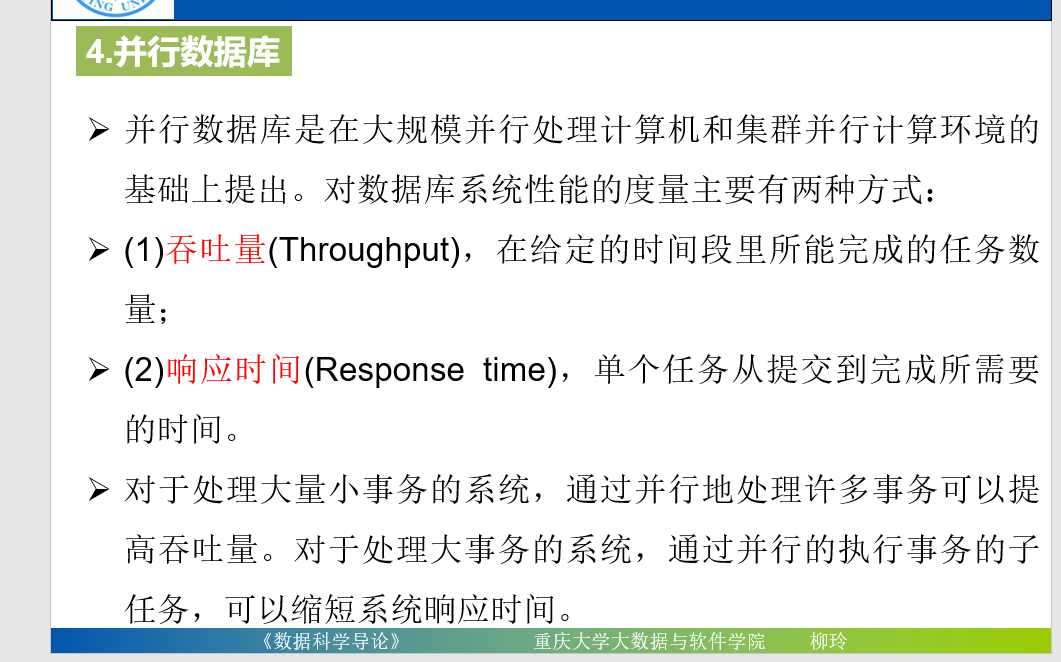 4.并行数据库
➢ 并行数据库是在大规模并行处理计算机和集群并行计算环境的
基础上提出。对数据库系统性能的度量主要有两种方式：
➢ (1)吞吐量(Throughput)，在给定的时间段里所能完成的任务数
量；
➢ (2)响应时间(Response time)，单个任务从提交到完成所需要
的时间。
➢ 对于处理大量小事务的系统，通过并行地处理许多事务可以提
高吞吐量。对于处理大事务的系统，通过并行的执行事务的子
任务，可以缩短系统响应时间。
《数据科学导论》 重庆大学大数据与软件学院 柳玲